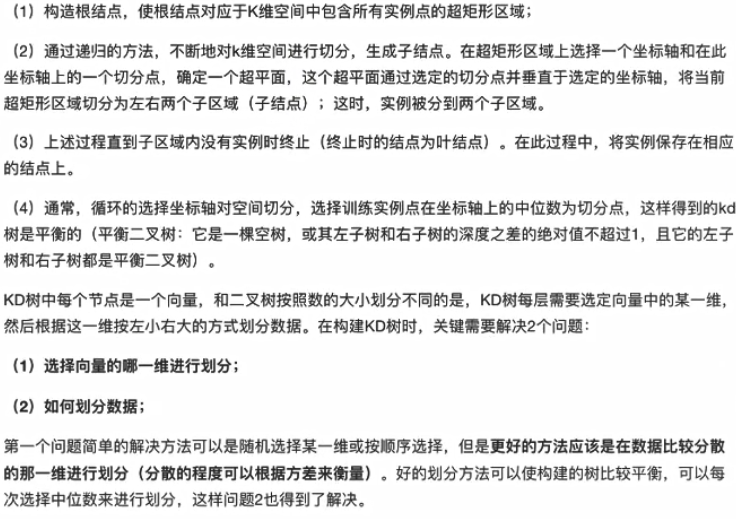 （1）构造根结点，使根结点对应于K维空间中包含所有实例点的超矩形区域；
（2）通过递归的方法，不断地对k维空间进行切分，生成子结点。在超矩形区域上选择一个坐标轴和在此
坐标轴上的一个切分点，确定一个超平面，这个超平面通过选定的切分点并垂直于选定的坐标轴，将当前
超矩形区域切分为左右两个子区域（子结点）；这时，实例被分到两个子区域。
（3）上述过程直到子区域内没有实例时终止（终止时的结点为叶结点）。在此过程中，将实例保存在相应
的结点上。
（4）通常，循环的选择坐标轴对空间切分，选择训练实例点在坐标轴上的中位数为切分点，这样得到的kd
树是平衡的（平衡二叉树：它是一棵空树，或其左子树和右子树的深度之差的绝对值不超过1，且它的左子
树和右子树都是平衡二叉树）。
KD树中每个节点是一个向量，和二叉树按照数的大小划分不同的是，KD树每层需要选定向量中的某一维，
然后根据这一维按左小右大的方式划分数据。在构建KD树时，关键需要解决2个问题：
（1）选择向量的哪一维进行划分；
（2）如何划分数据；
第一个问题简单的解决方法可以是随机选择某一维或按顺序选择，但是更好的方法应该是在数据比较分散
的那一维进行划分（分散的程度可以根据方差来衡量）。好的划分方法可以使构建的树比较平衡，可以每
次选择中位数来进行划分，这样问题2也得到了解决。